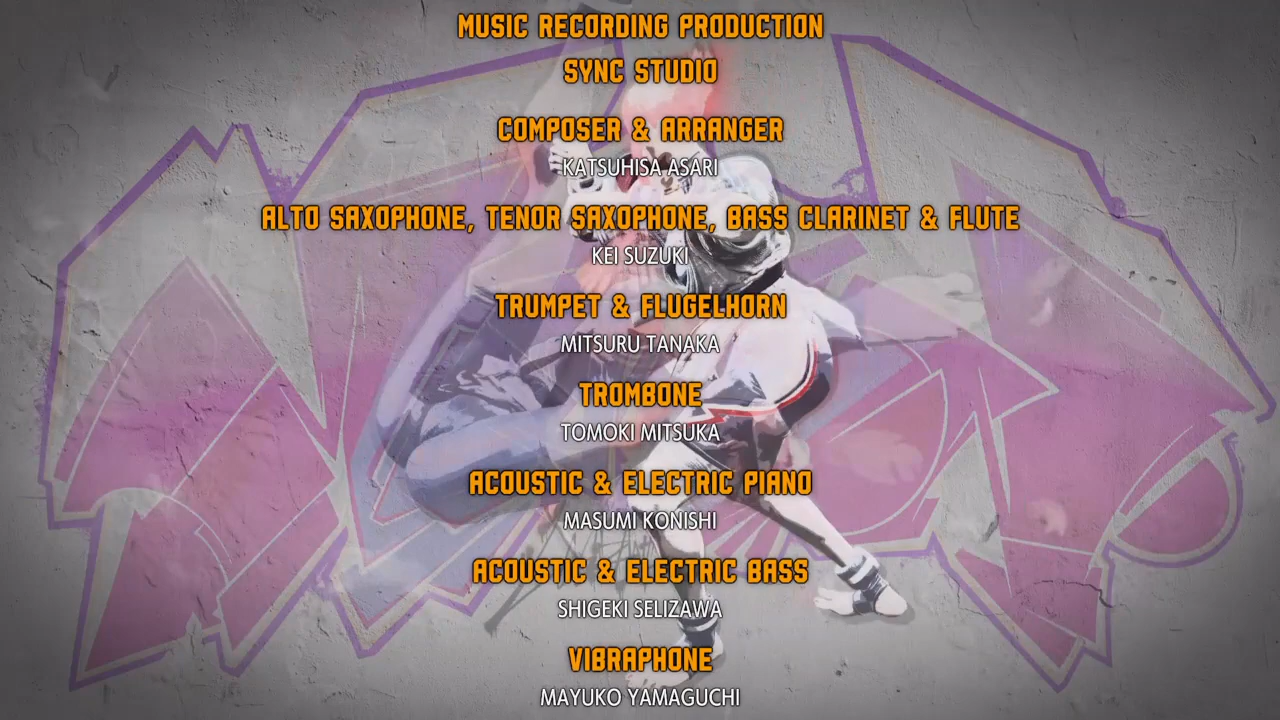 MUSIC RECORDING PRODUCTION
SYNC STUDIO
COMPOSER & ARRANGER
KATSUHISA ASARI
ALTO SAXOPHONE, TENOR SAXOPHONE, BASS CLARINET & FLUTE
KEI SUZUKI
TRUMPET & FLUGELHORN
MITSURU TANAKA
TROMBONE
TOMOKI MITSUKA
ACOUSTIC & ELECTRIC PIANO
MASUMI KONISHI
ACOUSTIC & ELECTRIC BASS
SHIGEKI SELIZAWA
VIBRAPHONE
MAYUKO YAMAGUCHI